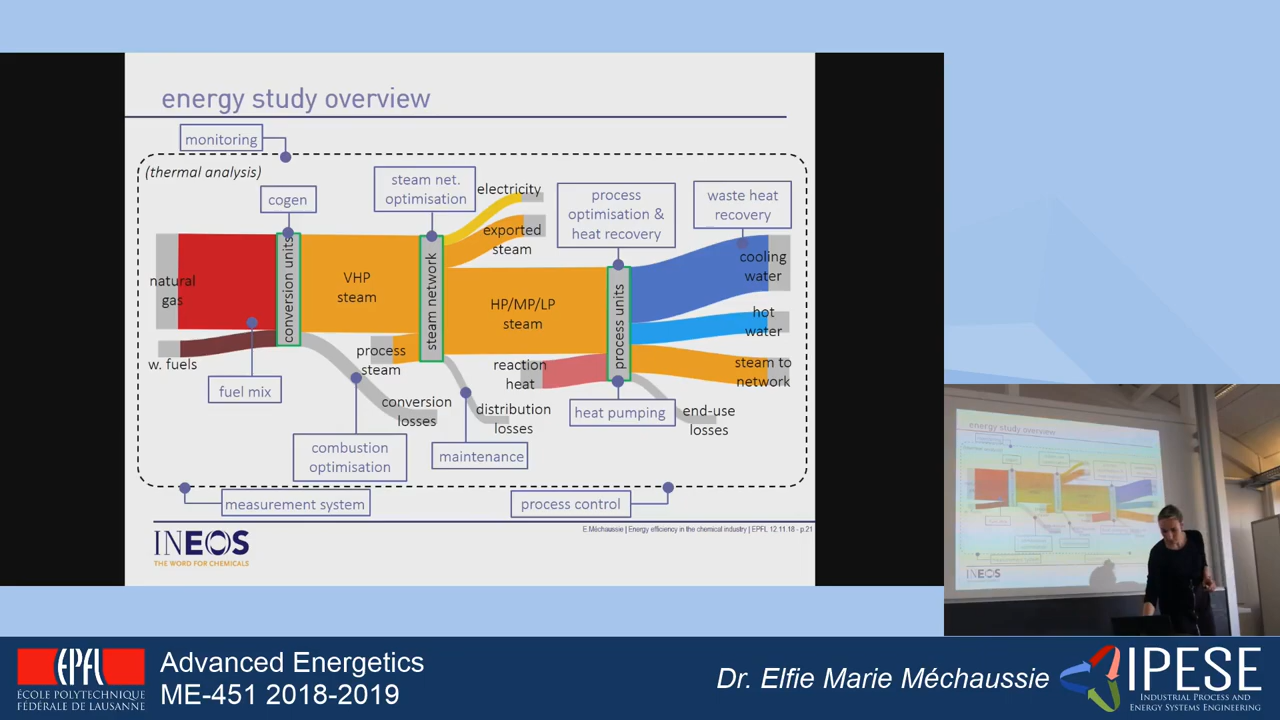 energy study overview
monitoring
(thermal analysis)
cogen
steam net.
optimisation
electricity
exported
steam
process
optimisation &
heat recovery
waste heat
recovery
cooling
water
natural
gas
conversion units
VHP
steam
steam network
HP/MP/LP
steam
process units
hot
water
w. fuels
process
steam
reaction
heat
steam to
network
fuel mix
conversion
losses
distribution
losses
heat pumping
end-use
losses
combustion
optimisation
maintenance
measurement system
process control
E.Méchaussie | Energy efficiency in the chemical industry | EPFL 12.11.18 - p.21
INEOS
THE WORD FOR CHEMICALS
energy study overview
INEOS
EPFL
ÉCOLE POLYTECHNIQUE
FÉDÉRALE DE LAUSANNE
Advanced Energetics
ME-451 2018-2019
Dr. Elfie Marie Méchaussie
IPESE
INDUSTRIAL PROCESS AND
ENERGY SYSTEMS ENGINEERING